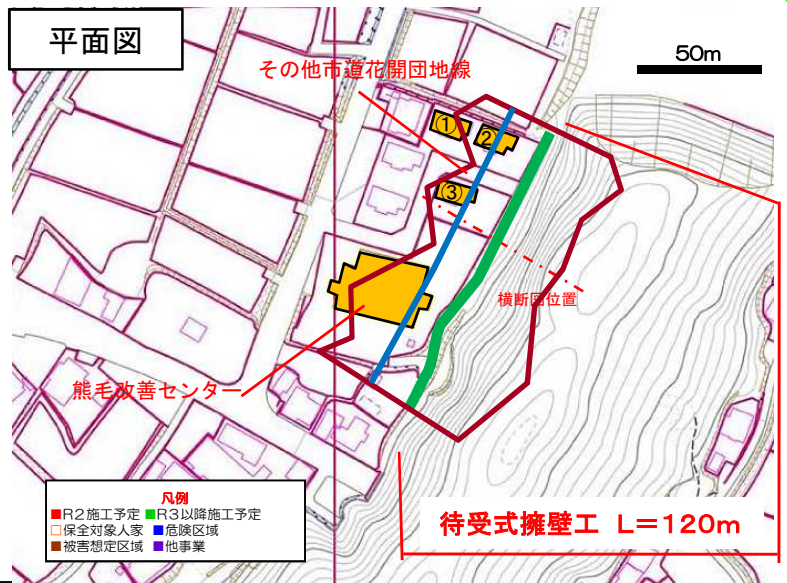 平面図
50m
その他市道花開団地線
①
②
③
横断図位置
熊毛改善センター
凡例
■R2施工予定 ■R3以降施工予定
□保全対象人家 ■危険区域
■被害想定区域 ■他事業
待受式擁壁工 L=120m